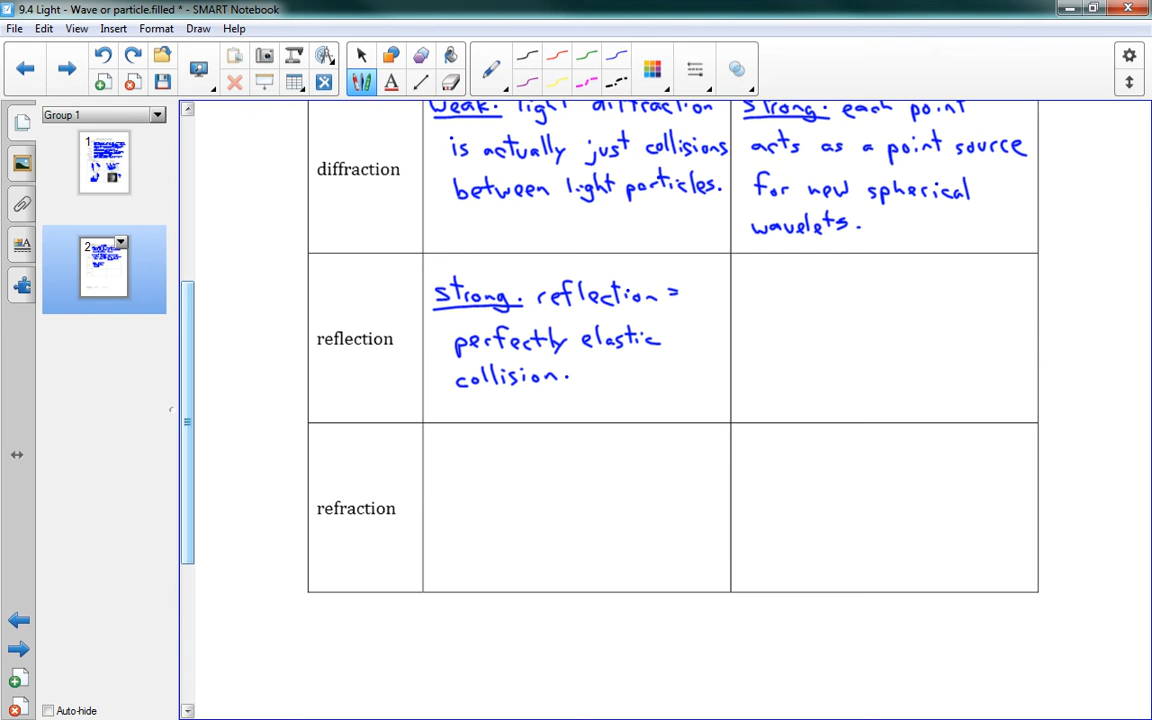 9.4 Light - Wave or particle.filled * - SMART Notebook
File Edit View Insert Format Draw Help
Group 1
1
2
weak. light diffraction
is actually just collisions
between light particles.
strong. each point
acts as a point source
for new spherical
wavelets.
diffraction
strong. reflection =
perfectly elastic
collision.
reflection
refraction
Auto-hide